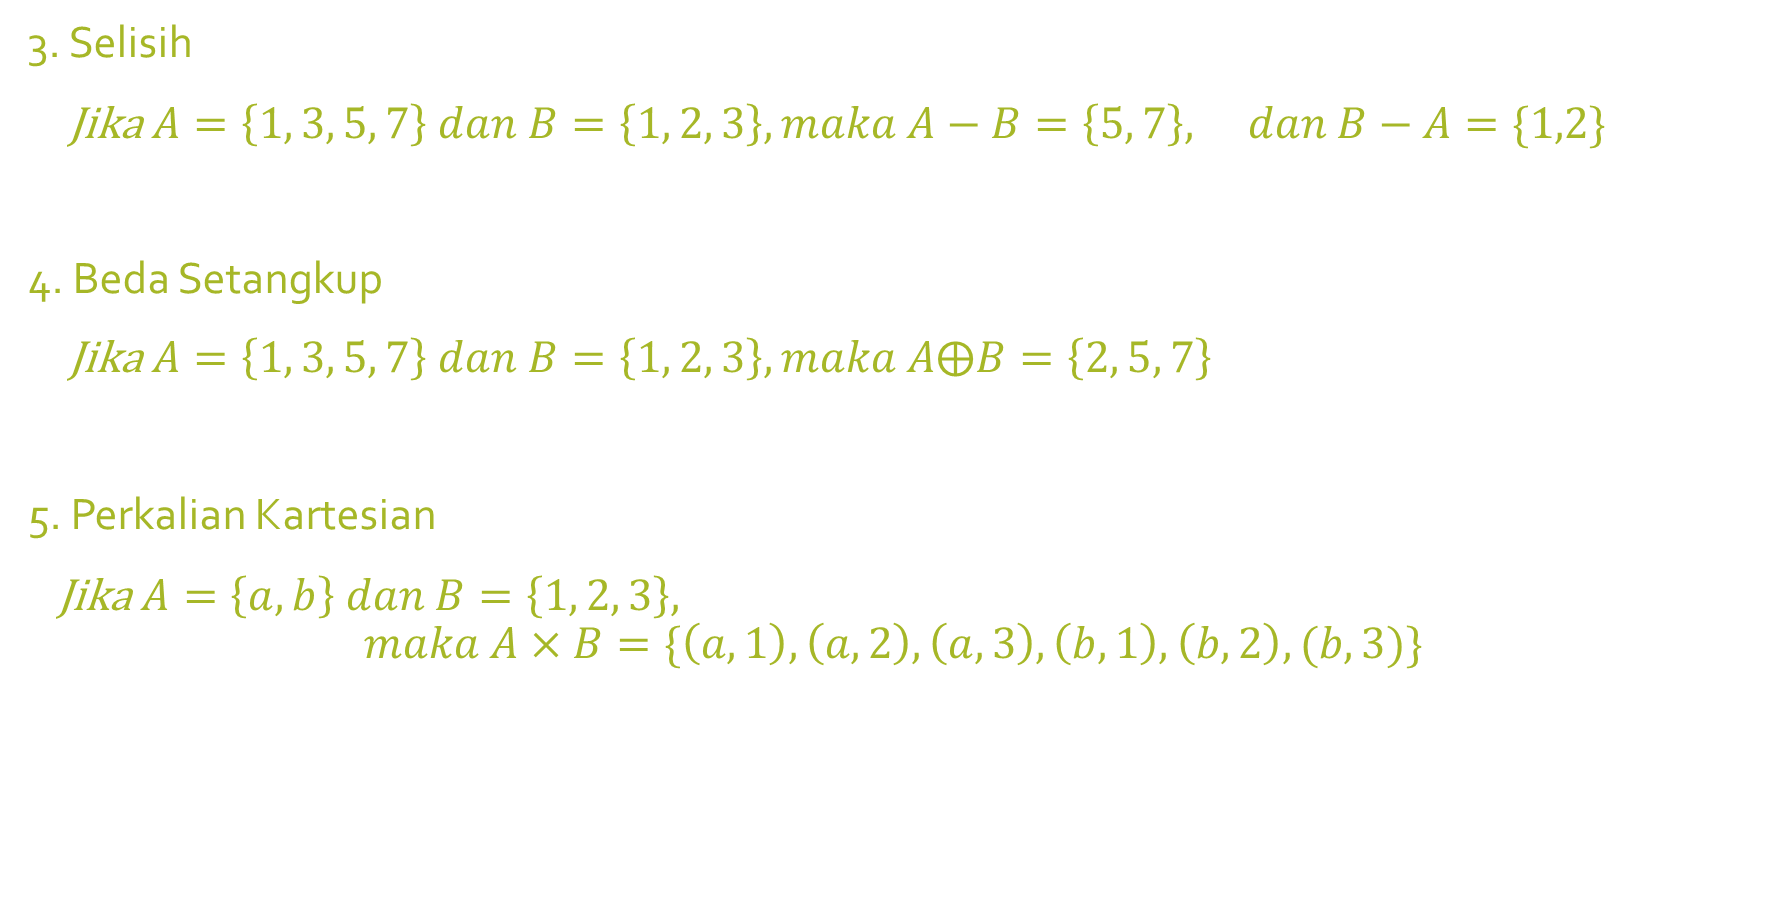 3. Selisih
Jika A = {1, 3, 5, 7} dan B = {1, 2, 3}, maka A − B = {5, 7}, dan B − A = {1,2}
4. Beda Setangkup
Jika A = {1, 3, 5, 7} dan B = {1, 2, 3}, maka A⨁B = {2, 5, 7}
5. Perkalian Kartesian
Jika A = {a, b} dan B = {1, 2, 3},
maka A × B = {(a, 1), (a, 2), (a, 3), (b, 1), (b, 2), (b, 3)}